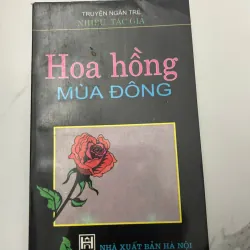 TRUYỆN NGẮN TRẺ
NHIỀU TÁC GIẢ
Hoa hồng
MÙA ĐÔNG
NHÀ XUẤT BẢN HÀ NỘI